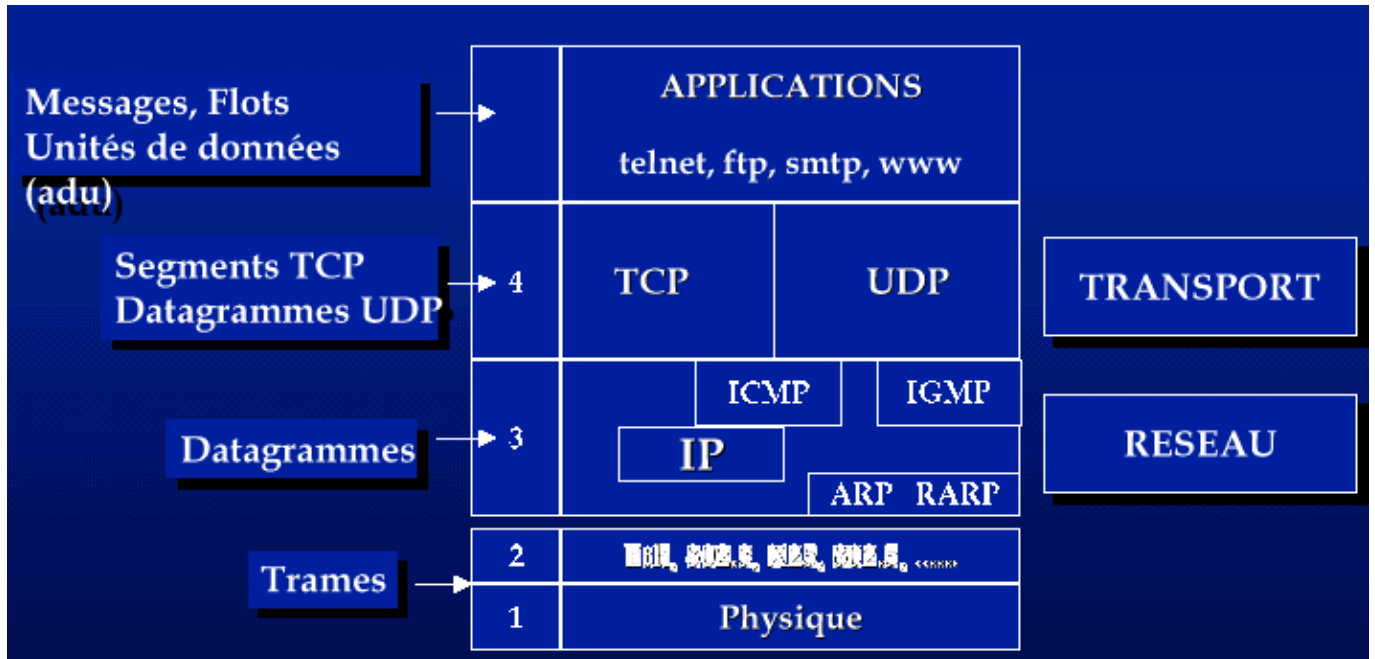 APPLICATIONS
Messages, Flots
Unités de données
(adu)
telnet, ftp, smtp, www
Segments TCP
Datagrammes UDP
4
TCP
UDP
TRANSPORT
ICMP
IGMP
Datagrammes
3
IP
RESEAU
ARP RARP
2
Trames
1
Physique